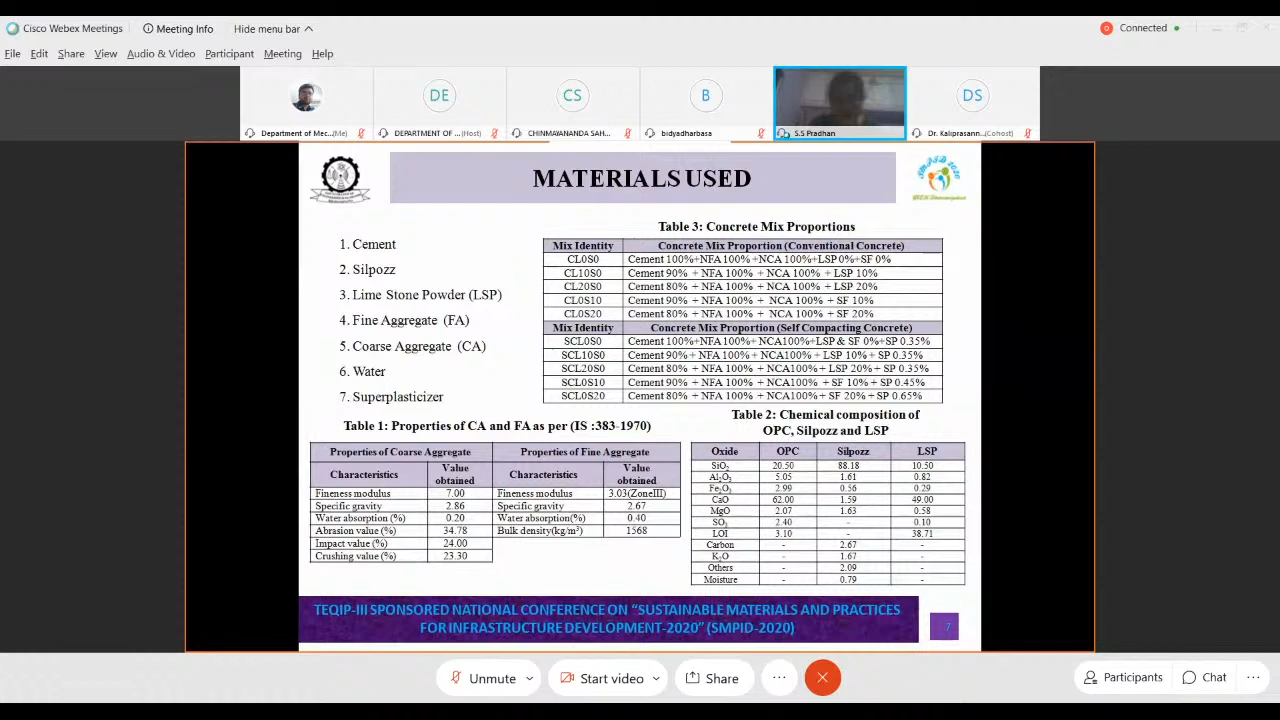 Cisco Webex Meetings
Meeting Info
Hide menu bar
Connected
File Edit Share View Audio & Video Participant Meeting Help
DE
CS
B
DS
Department of Mec... (Me)
DEPARTMENT OF ... (Host)
CHINMAYANANDA SAH...
bidyadharbasa
S.S Pradhan
Dr. Kaliprasann... (Cohost)
MATERIALS USED
1. Cement
2. Silpozz
3. Lime Stone Powder (LSP)
4. Fine Aggregate (FA)
5. Coarse Aggregate (CA)
6. Water
7. Superplasticizer
Table 3: Concrete Mix Proportions
Mix Identity Concrete Mix Proportion (Conventional Concrete)
CL0S0 Cement 100%+NFA 100% +NCA 100%+LSP 0%+SF 0%
CL10S0 Cement 90% + NFA 100% + NCA 100% + LSP 10%
CL20S0 Cement 80% + NFA 100% + NCA 100% + LSP 20%
CL0S10 Cement 90% + NFA 100% + NCA 100% + SF 10%
CL0S20 Cement 80% + NFA 100% + NCA 100% + SF 20%
Mix Identity Concrete Mix Proportion (Self Compacting Concrete)
SCL0S0 Cement 100%+NFA 100%+ NCA100%+LSP & SF 0%+SP 0.35%
SCL10S0 Cement 90%+ NFA 100%+ NCA100% + LSP 10%+ SP 0.35%
SCL20S0 Cement 80% + NFA 100% + NCA100% + LSP 20%+ SP 0.35%
SCL0S10 Cement 90% + NFA 100% + NCA100% + SF 10% + SP 0.45%
SCL0S20 Cement 80% + NFA 100% + NCA100%+ SF 20% + SP 0.65%
Table 1: Properties of CA and FA as per (IS :383-1970)
Properties of Coarse Aggregate Properties of Fine Aggregate
Characteristics Value obtained Characteristics Value obtained
Fineness modulus 7.00 Fineness modulus 3.03(ZoneIII)
Specific gravity 2.86 Specific gravity 2.67
Water absorption (%) 0.20 Water absorption(%) 0.40
Abrasion value (%) 34.78 Bulk density(kg/m³) 1568
Impact value (%) 24.00
Crushing value (%) 23.30
Table 2: Chemical composition of
OPC, Silpozz and LSP
Oxide OPC Silpozz LSP
SiO₂ 20.50 88.18 10.50
Al₂O₃ 5.05 1.61 0.82
Fe₂O₃ 2.99 0.56 0.29
CaO 62.00 1.59 49.00
MgO 2.07 1.63 0.58
SO₃ 2.40 - 0.10
LOI 3.10 - 38.71
Carbon - 2.67 -
K₂O - 1.67 -
Others - 2.09 -
Moisture - 0.79 -
TEQIP-III SPONSORED NATIONAL CONFERENCE ON “SUSTAINABLE MATERIALS AND PRACTICES
FOR INFRASTRUCTURE DEVELOPMENT-2020” (SMPID-2020)
7
Unmute
Start video
Share
Participants
Chat